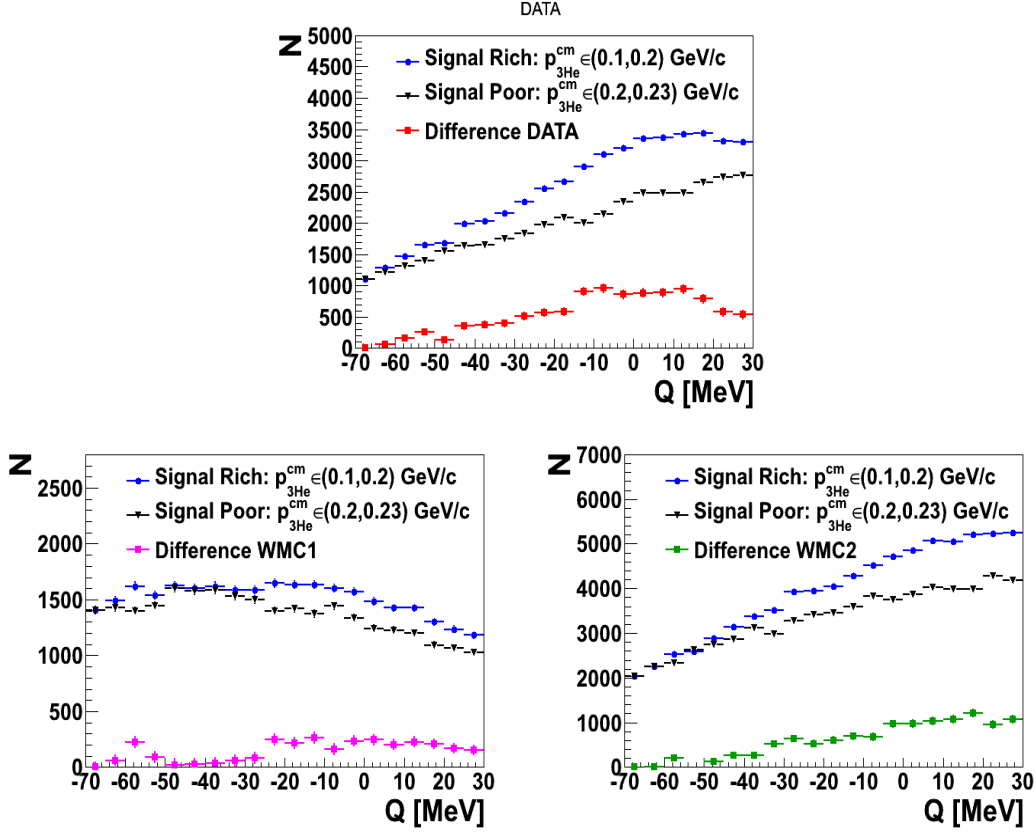 DATA
N
5000
4500
4000
3500
3000
2500
2000
1500
1000
500
0
Signal Rich: p^cm_3He ∈(0.1,0.2) GeV/c
Signal Poor: p^cm_3He ∈(0.2,0.23) GeV/c
Difference DATA
-70 -60 -50 -40 -30 -20 -10 0 10 20 30
Q [MeV]
N
2500
2000
1500
1000
500
0
Signal Rich: p^cm_3He ∈(0.1,0.2) GeV/c
Signal Poor: p^cm_3He ∈(0.2,0.23) GeV/c
Difference WMC1
-70 -60 -50 -40 -30 -20 -10 0 10 20 30
Q [MeV]
N
7000
6000
5000
4000
3000
2000
1000
0
Signal Rich: p^cm_3He ∈(0.1,0.2) GeV/c
Signal Poor: p^cm_3He ∈(0.2,0.23) GeV/c
Difference WMC2
-70 -60 -50 -40 -30 -20 -10 0 10 20 30
Q [MeV]